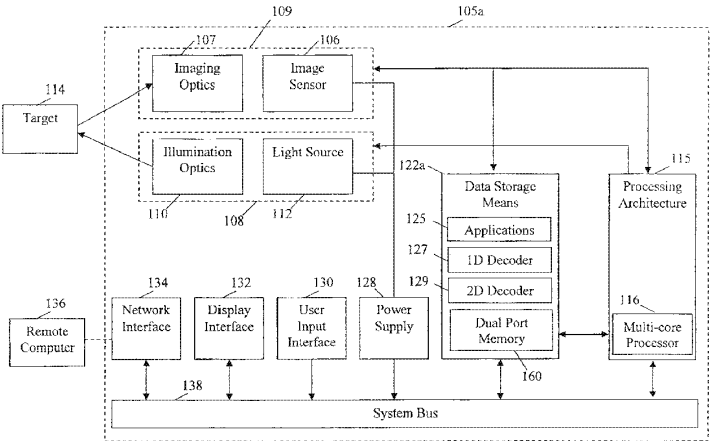 109
105a
107
106
Imaging
Optics
Image
Sensor
114
Target
Illumination
Optics
Light Source
110
108
112
122a
115
Data Storage
Means
Processing
Architecture
125
Applications
127
1D Decoder
129
2D Decoder
116
Multi-core
Processor
Dual Port
Memory
160
136
Remote
Computer
134
Network
Interface
132
Display
Interface
130
User
Input
Interface
128
Power
Supply
138
System Bus